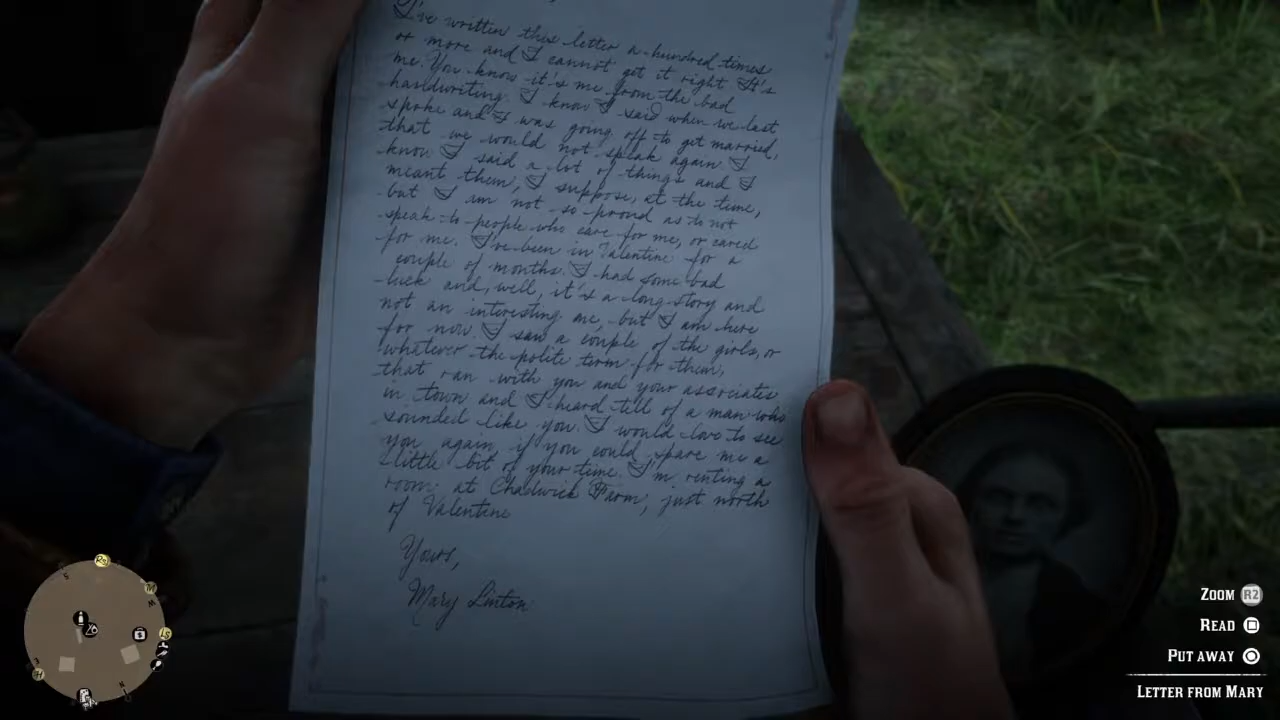 I've written this letter a hundred times
or more and I cannot get it right. It's
me. You know it's me from the bad
handwriting. I know I said when we last
spoke and I was going off to get married,
that we would not speak again. I
know I said a lot of things and I
meant them, I suppose, at the time,
but I am not so proud as to not
speak to people who care for me, or cared
for me. I've been in Valentine for a
couple of months. I had some bad
luck and, well, it's a long story and
not an interesting one, but I am here
for now. I saw a couple of the girls, or
whatever the polite term for them,
that ran with you and your associates
in town and I heard tell of a man who
sounded like you. I would love to see
you again if you could spare me a
little bit of your time. I'm renting a
room at Chadwick Farm, just north
of Valentine
Yours,
Mary Linton
ZOOM R2
READ
PUT AWAY
LETTER FROM MARY